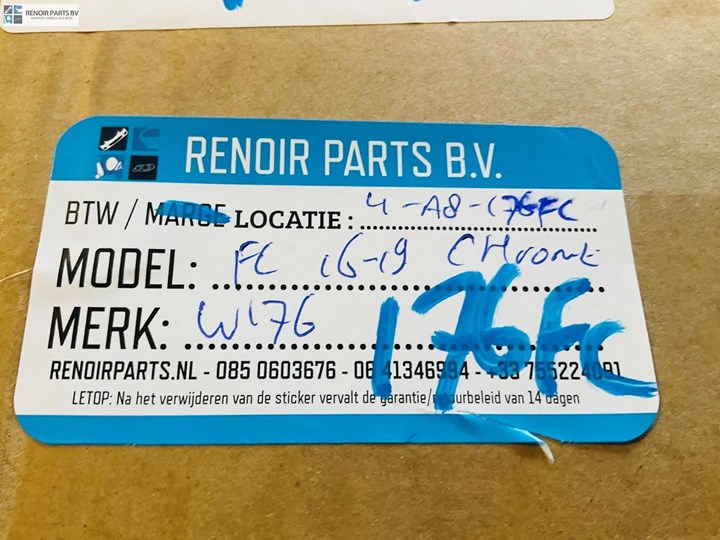 RENOIR PARTS BV
RENOIR PARTS B.V.
BTW / MARGE LOCATIE: 4-A8-176FC
MODEL: FC 16-19 CHrome
MERK: W176
176FC
RENOIRPARTS.NL - 085 0603676 - 06 41346994 - +33 755224091
LETOP: Na het verwijderen van de sticker vervalt de garantie/retourbeleid van 14 dagen